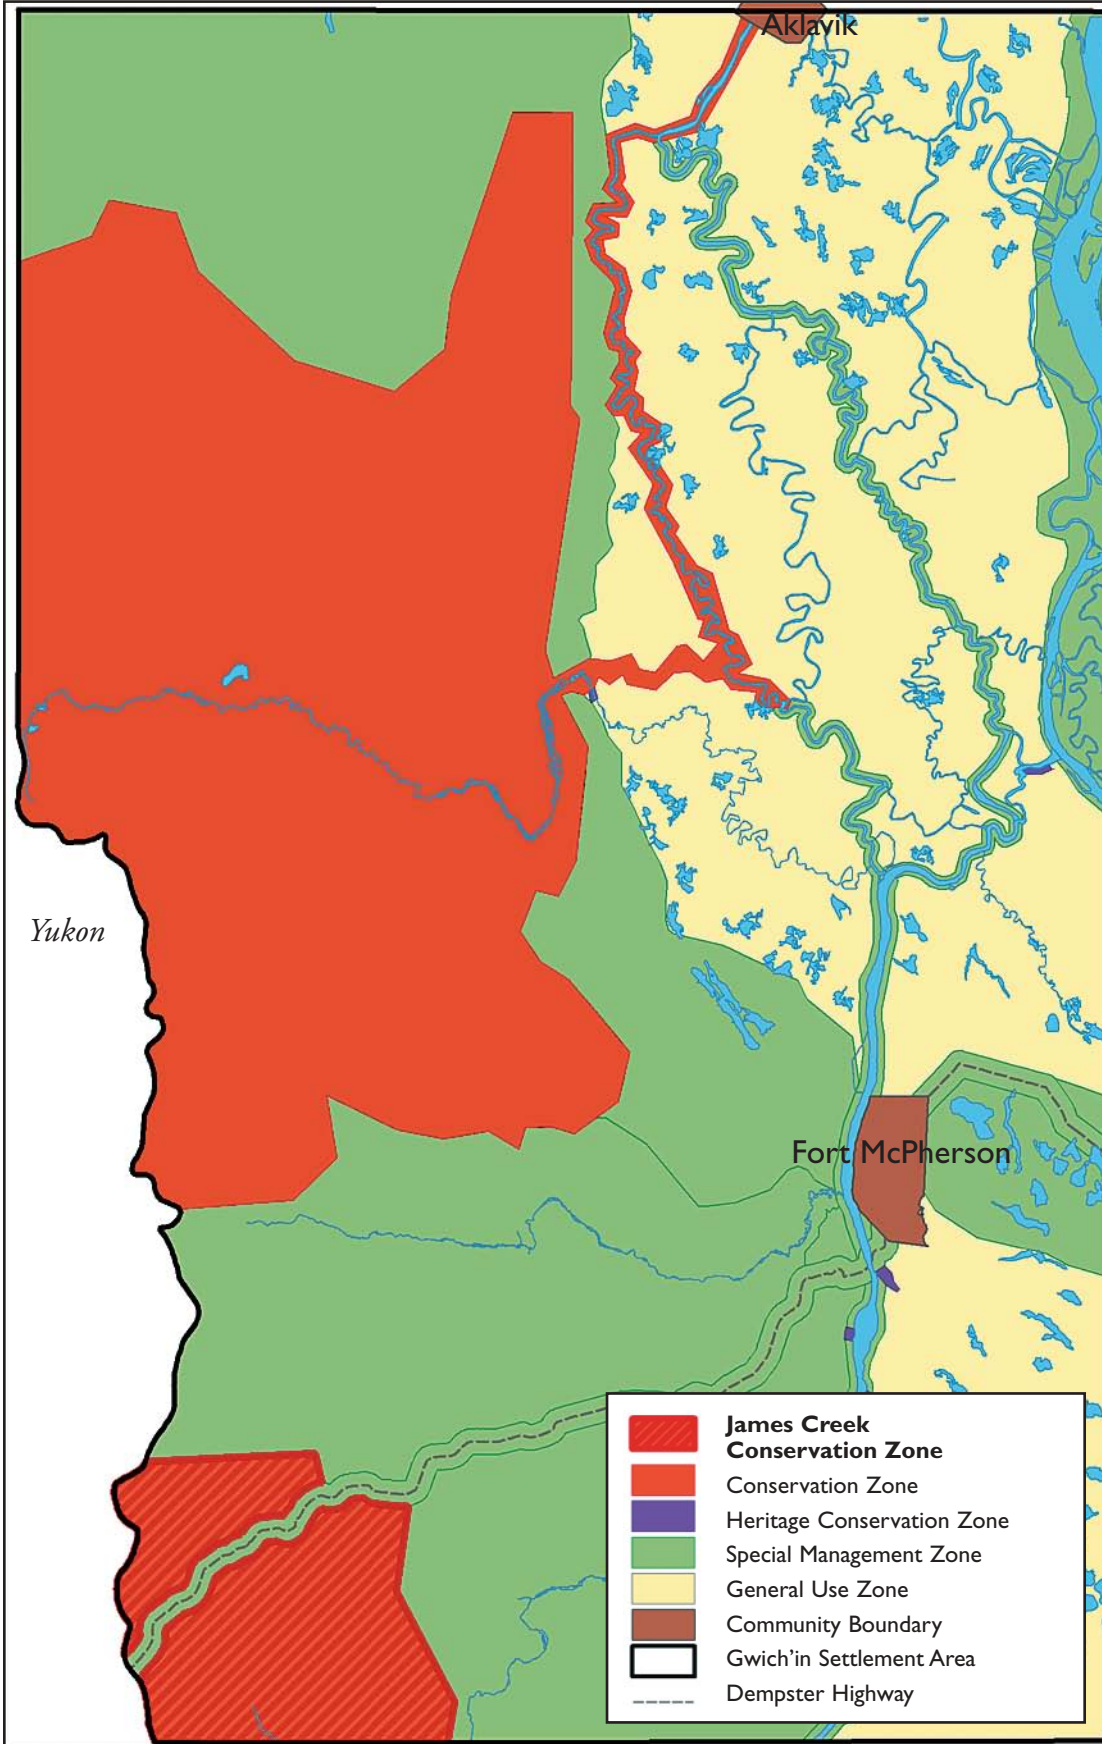 Aklavik
Yukon
Fort McPherson
James Creek
Conservation Zone
Conservation Zone
Heritage Conservation Zone
Special Management Zone
General Use Zone
Community Boundary
Gwich'in Settlement Area
Dempster Highway